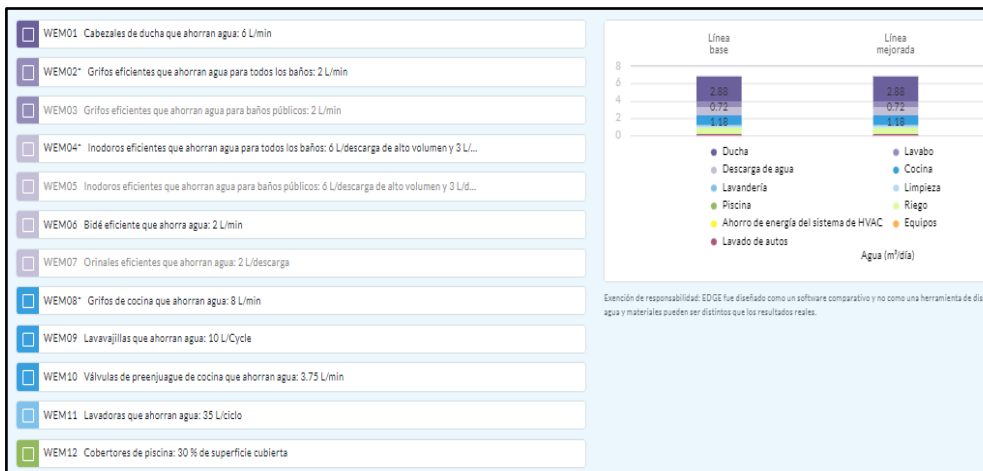 WEM01 Cabezales de ducha que ahorran agua: 6 L/min
WEM02* Grifos eficientes que ahorran agua para todos los baños: 2 L/min
WEM03 Grifos eficientes que ahorran agua para baños públicos: 2 L/min
WEM04* Inodoros eficientes que ahorran agua para todos los baños: 6 L/descarga de alto volumen y 3 L/...
WEM05 Inodoros eficientes que ahorran agua para baños públicos: 6 L/descarga de alto volumen y 3 L/d...
WEM06 Bidé eficiente que ahorra agua: 2 L/min
WEM07 Orinales eficientes que ahorran agua: 2 L/descarga
WEM08* Grifos de cocina que ahorran agua: 8 L/min
WEM09 Lavavajillas que ahorran agua: 10 L/Cycle
WEM10 Válvulas de preenjuague de cocina que ahorran agua: 3.75 L/min
WEM11 Lavadoras que ahorran agua: 35 L/ciclo
WEM12 Cobertores de piscina: 30 % de superficie cubierta
Línea base
Línea mejorada
8
6
4
2
0
2.88
0.72
1.18
2.88
0.72
1.18
Ducha
Lavabo
Descarga de agua
Cocina
Lavandería
Limpieza
Piscina
Riego
Ahorro de energía del sistema de HVAC
Equipos
Lavado de autos
Agua (m³/día)
Exención de responsabilidad: EDGE fue diseñado como un software comparativo y no como una herramienta de dis
agua y materiales pueden ser distintos que los resultados reales.